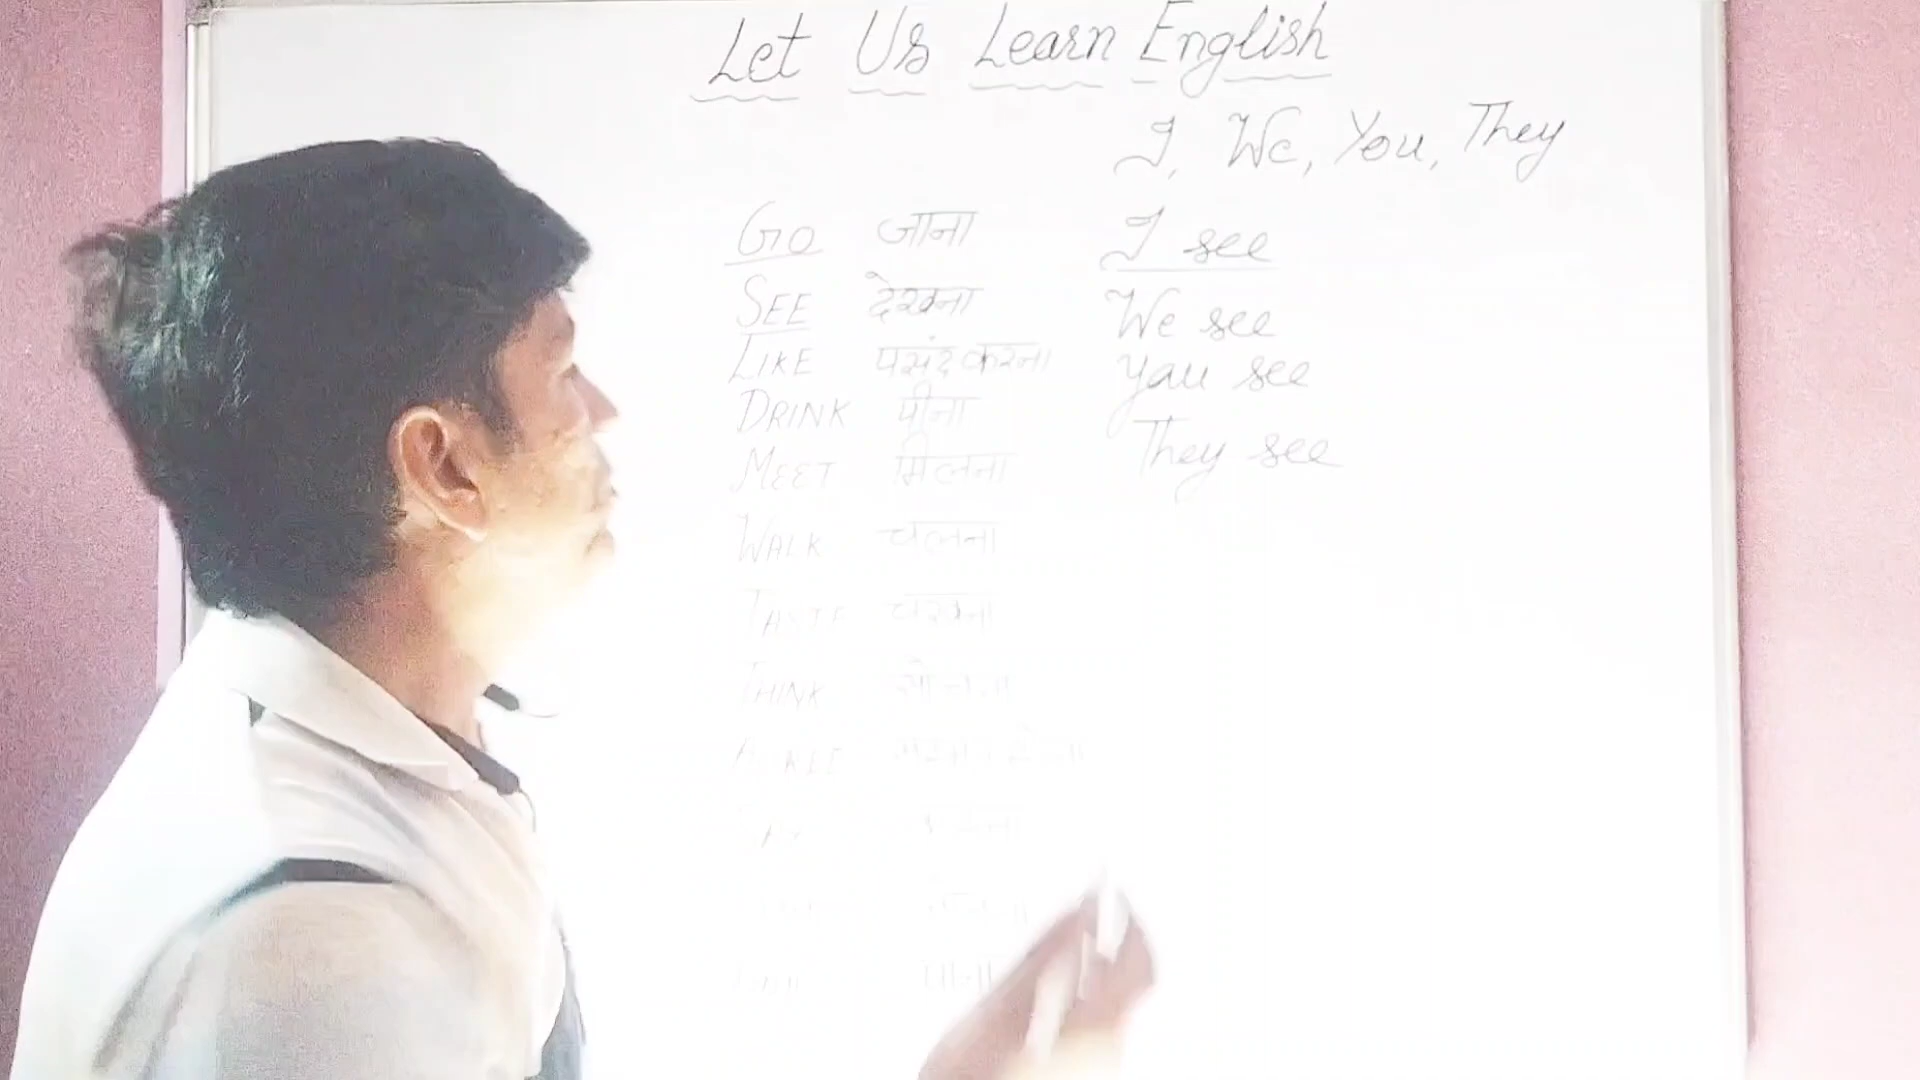 Let Us Learn English
I, We, You, They
GO जाना I see
SEE देखना We see
LIKE पसंद करना You see
DRINK पीना They see
MEET मिलना
WALK चलना
TASTE चखना
THINK सोचना
AGREE